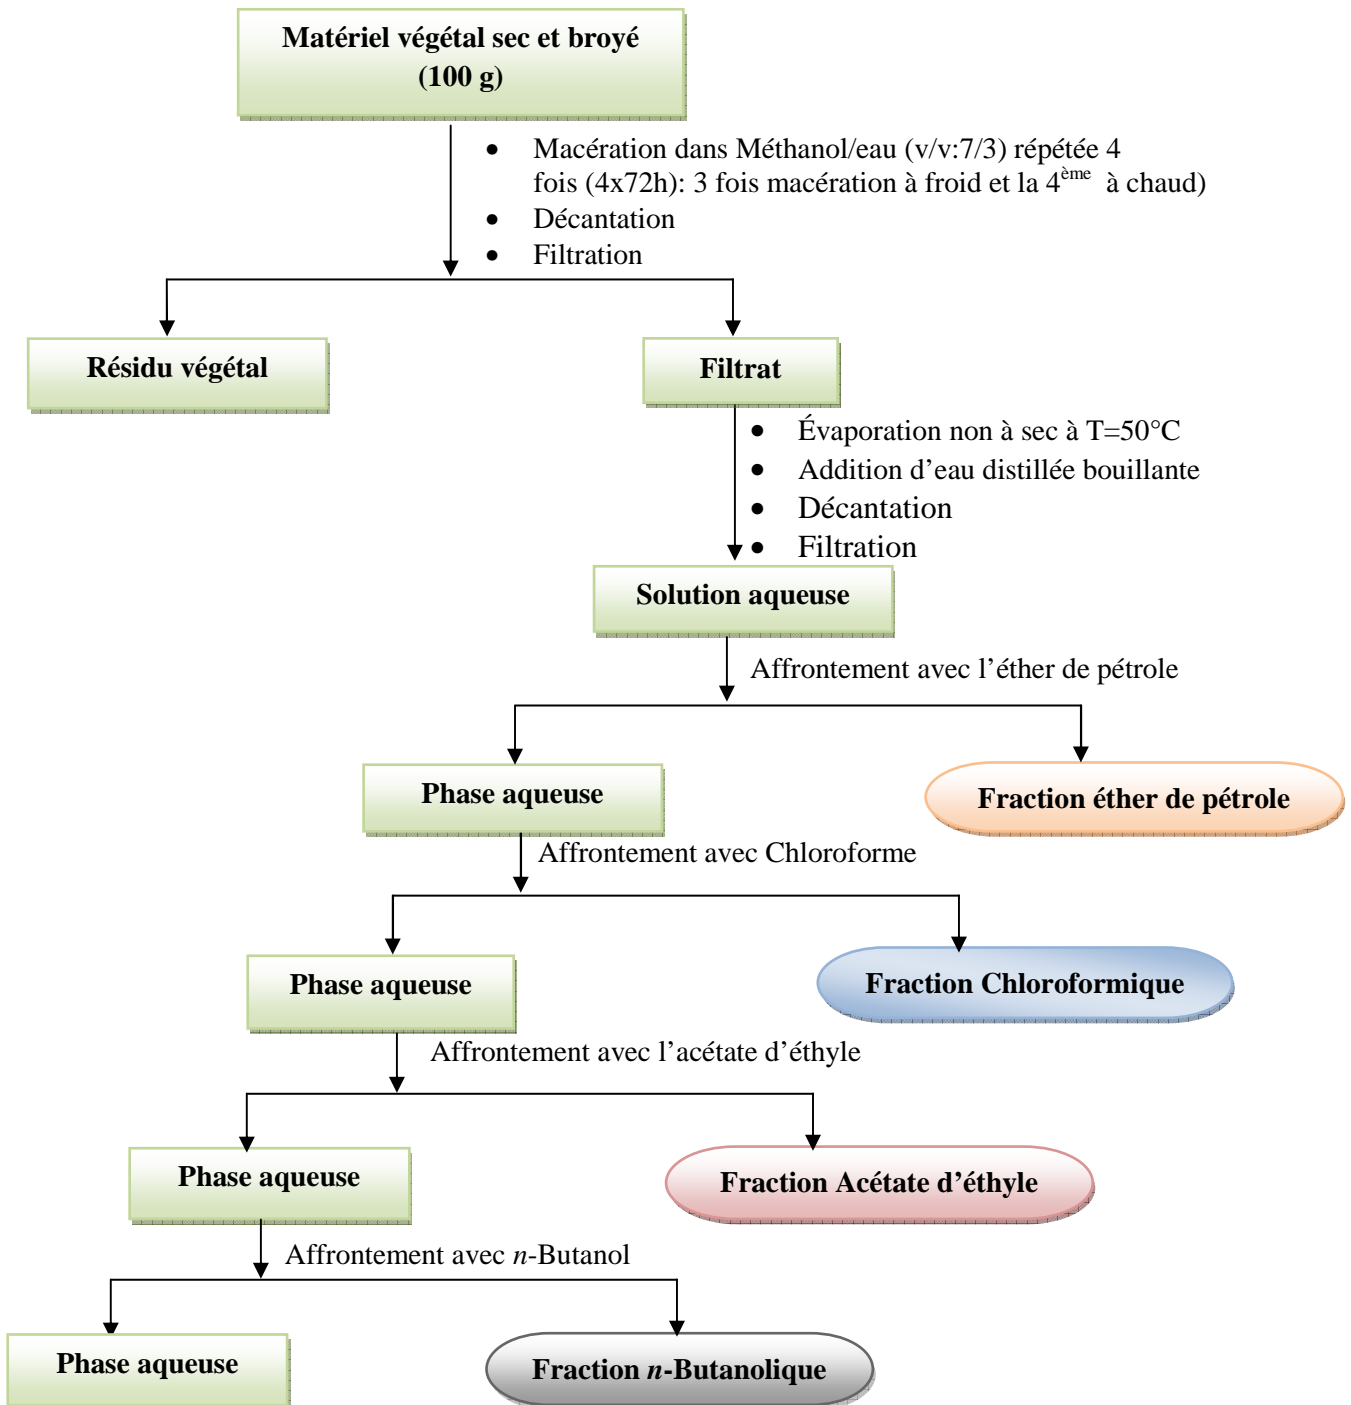 Matériel végétal sec et broyé
(100 g)
• Macération dans Méthanol/eau (v/v:7/3) répétée 4
fois (4x72h): 3 fois macération à froid et la 4ème à chaud)
• Décantation
• Filtration
Résidu végétal
Filtrat
• Évaporation non à sec à T=50°C
• Addition d’eau distillée bouillante
• Décantation
• Filtration
Solution aqueuse
Affrontement avec l’éther de pétrole
Phase aqueuse
Fraction éther de pétrole
Affrontement avec Chloroforme
Phase aqueuse
Fraction Chloroformique
Affrontement avec l’acétate d’éthyle
Phase aqueuse
Fraction Acétate d’éthyle
Affrontement avec n-Butanol
Phase aqueuse
Fraction n-Butanolique